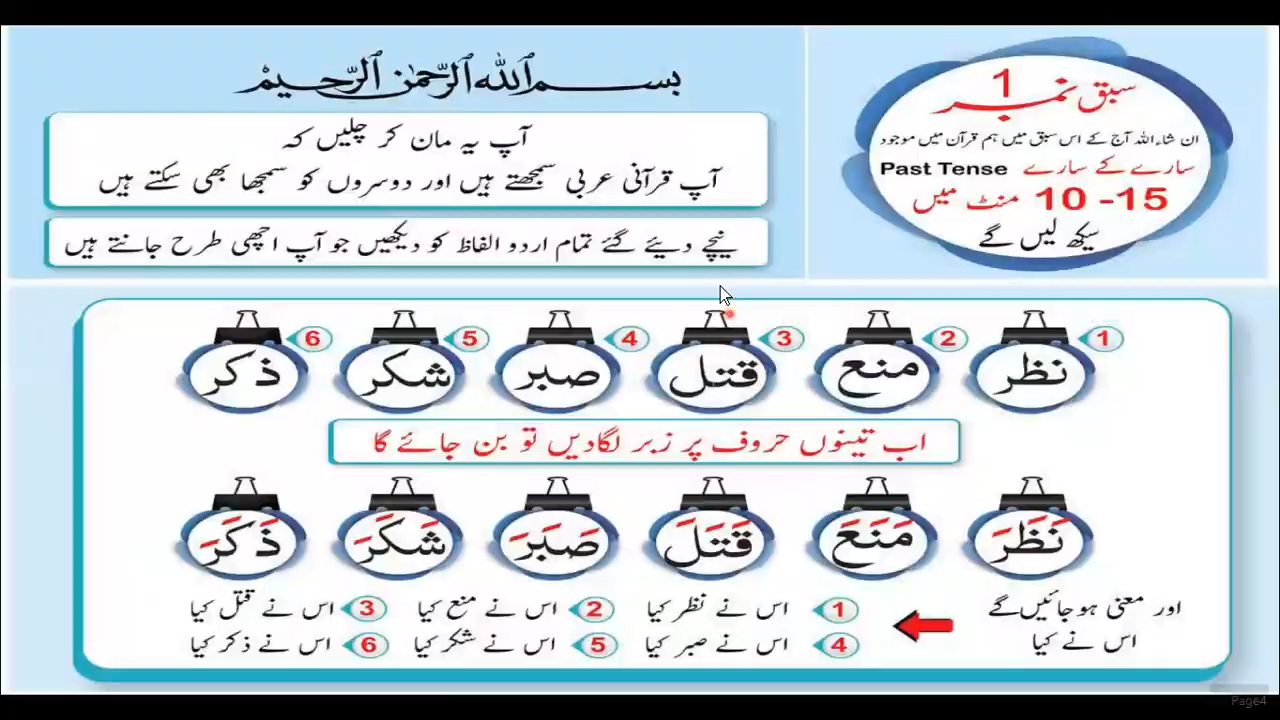 بسم الله الرحمن الرحيم
آپ یہ مان کر چلیں کہ
آپ قرآنی عربی سمجھتے ہیں اور دوسروں کو سمجھا بھی سکتے ہیں
نیچے دیئے گئے تمام اردو الفاظ کو دیکھیں جو آپ اچھی طرح جانتے ہیں
سبق نمبر 1
ان شاءاللہ آج کے اس سبق میں ہم قرآن میں موجود
سارے کے سارے Past Tense
10-15 منٹ میں
سیکھ لیں گے
1 نظر 2 منع 3 قتل 4 صبر 5 شکر 6 ذکر
اب تینوں حروف پر زبر لگادیں تو بن جائے گا
نَظَرَ مَنَعَ قَتَلَ صَبَرَ شَكَرَ ذَكَرَ
اور معنی ہوجائیں گے
اس نے کیا
1 اس نے نظر کیا 2 اس نے منع کیا 3 اس نے قتل کیا
4 اس نے صبر کیا 5 اس نے شکر کیا 6 اس نے ذکر کیا
Page4